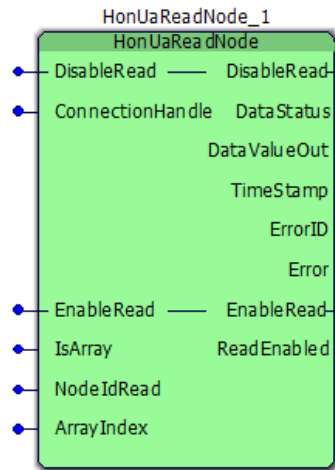 HonUaReadNode_1
HonUaReadNode
DisableRead DisableRead
ConnectionHandle DataStatus
DataValueOut
TimeStamp
ErrorID
Error
EnableRead EnableRead
IsArray ReadEnabled
NodeIdRead
ArrayIndex